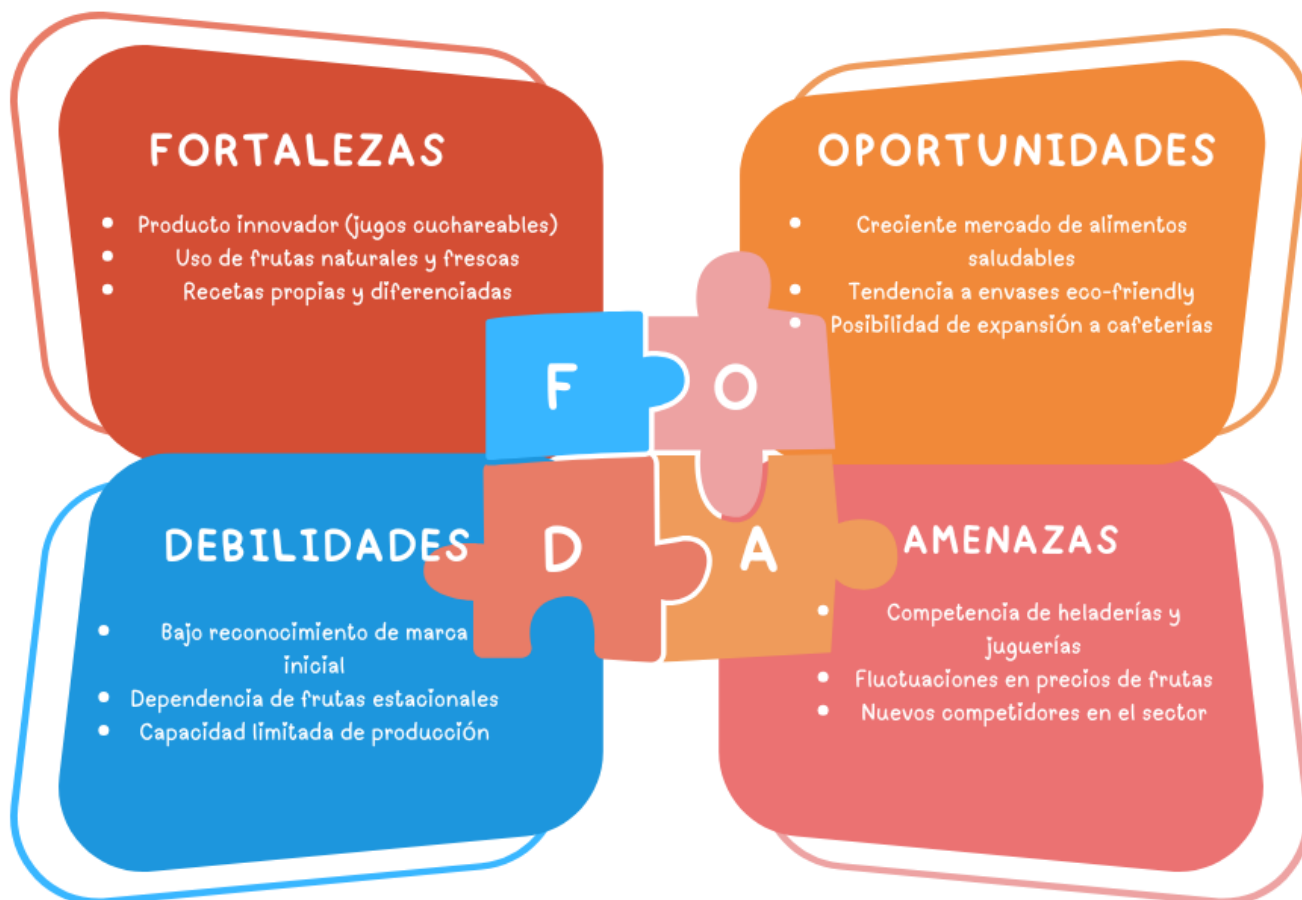 FORTALEZAS
• Producto innovador (jugos cuchareables)
• Uso de frutas naturales y frescas
• Recetas propias y diferenciadas
OPORTUNIDADES
• Creciente mercado de alimentos
saludables
• Tendencia a envases eco-friendly
• Posibilidad de expansión a cafeterías
F
O
D
A
DEBILIDADES
• Bajo reconocimiento de marca
inicial
• Dependencia de frutas estacionales
• Capacidad limitada de producción
AMENAZAS
• Competencia de heladerías y
juguerías
• Fluctuaciones en precios de frutas
• Nuevos competidores en el sector